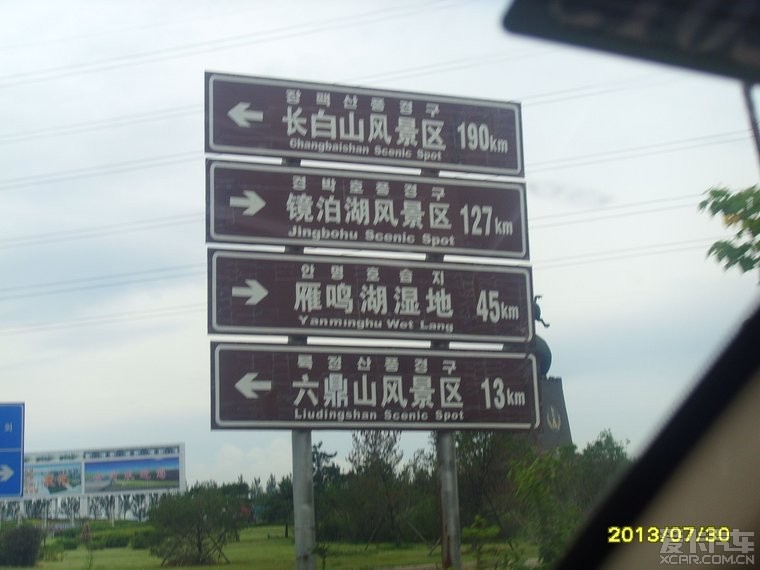 장백산풍경구
长白山风景区 190km
Changbaishan Scenic Spot
경박호풍경구
镜泊湖风景区 127km
Jingbohu Scenic Spot
안명호습지
雁鸣湖湿地 45km
Yanminghu Wet Lang
륙정산풍경구
六鼎山风景区 13km
Liudingshan Scenic Spot
2013/07/30
爱卡汽车
XCAR.COM.CN